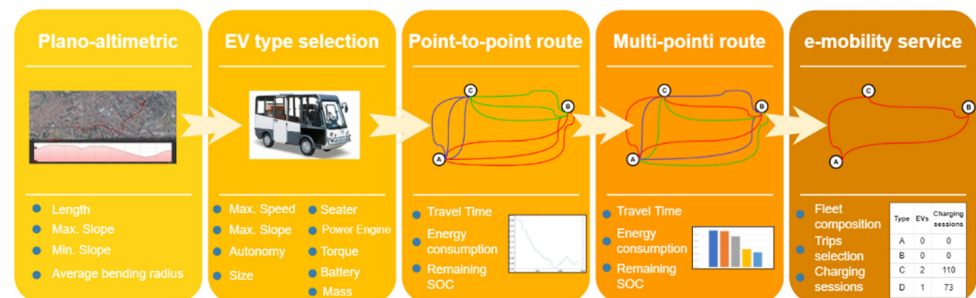 Plano-altimetric
Length
Max. Slope
Min. Slope
Average bending radius
EV type selection
Max. Speed
Max. Slope
Autonomy
Size
Seater
Power Engine
Torque
Battery
Mass
Point-to-point route
C
B
A
Travel Time
Energy
consumption
Remaining
SOC
Multi-pointi route
C
B
A
Travel Time
Energy
consumption
Remaining
SOC
e-mobility service
C
B
A
Fleet
composition
Trips
selection
Charging
sessions
Type EVs Charging
sessions
A 0 0
B 0 0
C 2 110
D 1 73